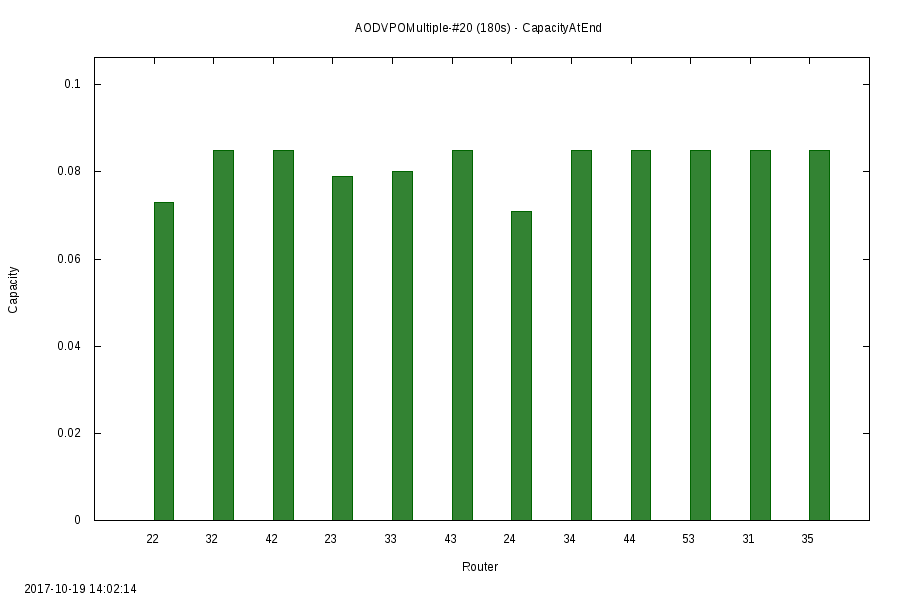 AODVPOMultiple-#20 (180s) - CapacityAtEnd
0.1
0.08
0.06
0.04
0.02
0
Capacity
22 32 42 23 33 43 24 34 44 53 31 35
Router
2017-10-19 14:02:14